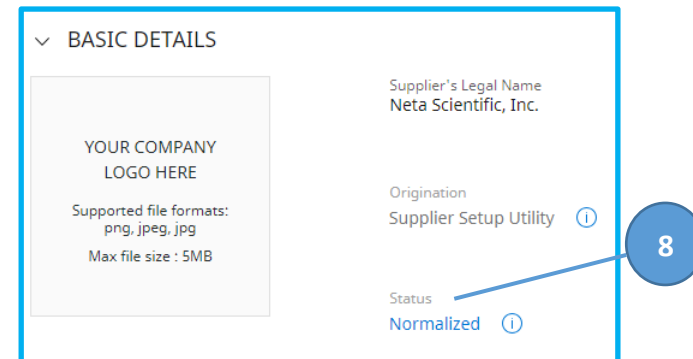 BASIC DETAILS
YOUR COMPANY
LOGO HERE
Supported file formats:
png, jpeg, jpg
Max file size : 5MB
Supplier's Legal Name
Neta Scientific, Inc.
Origination
Supplier Setup Utility
Status
Normalized
8